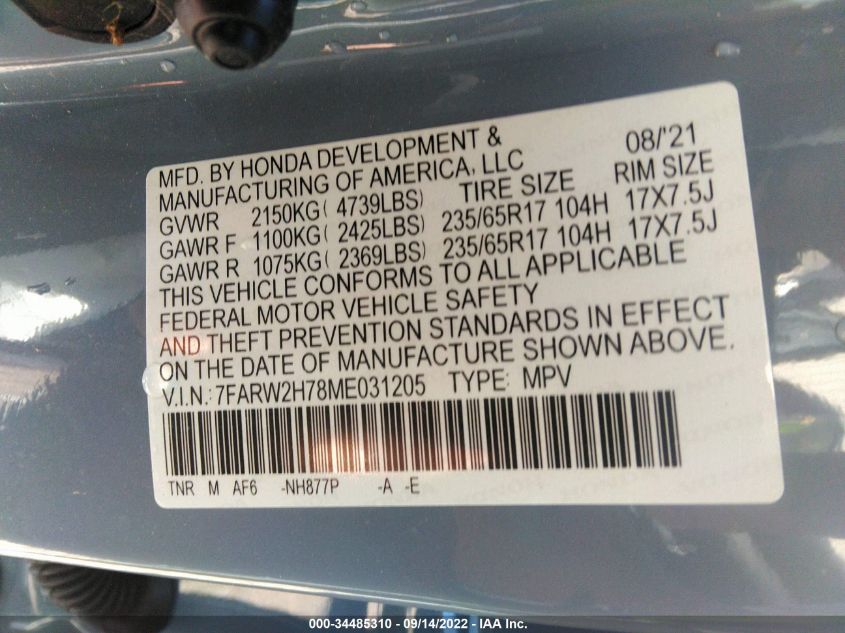 MFD. BY HONDA DEVELOPMENT & 08/'21
MANUFACTURING OF AMERICA, LLC
TIRE SIZE RIM SIZE
GVWR 2150KG( 4739LBS)
GAWR F 1100KG( 2425LBS) 235/65R17 104H 17X7.5J
GAWR R 1075KG( 2369LBS) 235/65R17 104H 17X7.5J
THIS VEHICLE CONFORMS TO ALL APPLICABLE
FEDERAL MOTOR VEHICLE SAFETY
AND THEFT PREVENTION STANDARDS IN EFFECT
ON THE DATE OF MANUFACTURE SHOWN ABOVE.
V.I.N.: 7FARW2H78ME031205 TYPE: MPV
TNR M AF6 -NH877P -A -E
000-34485310 - 09/14/2022 - IAA Inc.